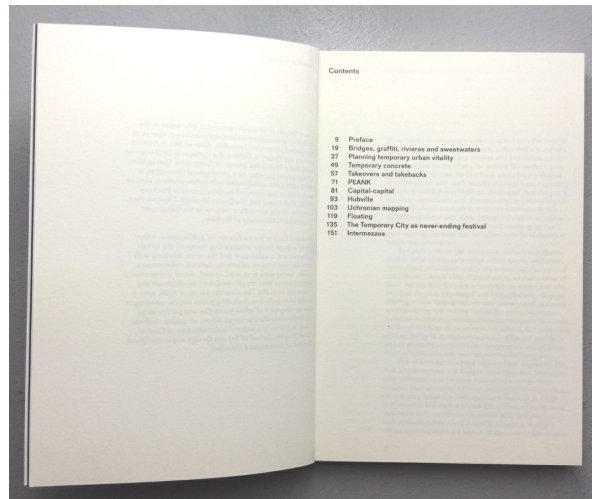 Contents
9 Preface
19 Bridges, graffiti, rivieras and sweetwaters
37 Planning temporary urban vitality
49 Temporary concrete
57 Takeovers and takebacks
71 PEANK
81 Capital-capital
93 Hubville
103 Uchronian mapping
119 Floating
135 The Temporary City as never-ending festival
151 Intermezzos